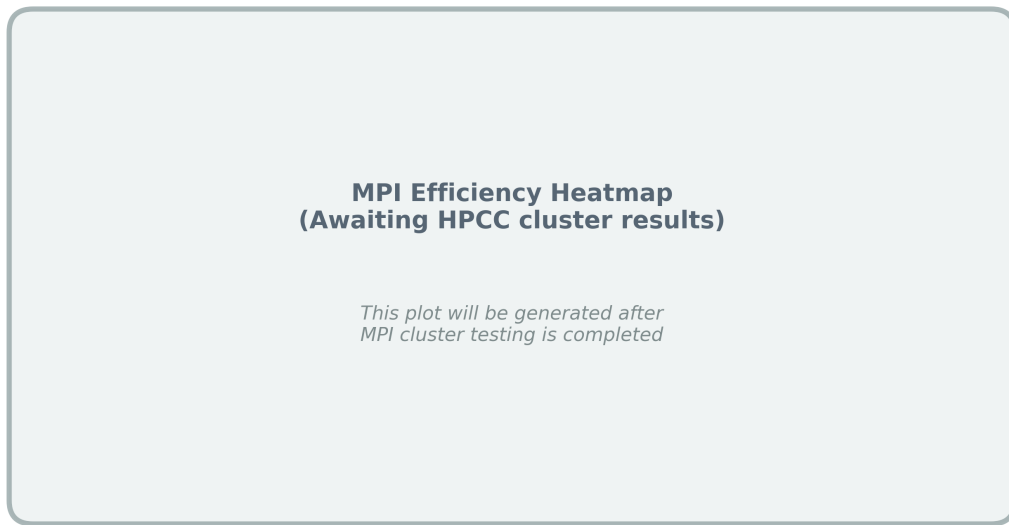 MPI Efficiency Heatmap
(Awaiting HPCC cluster results)
This plot will be generated after
MPI cluster testing is completed